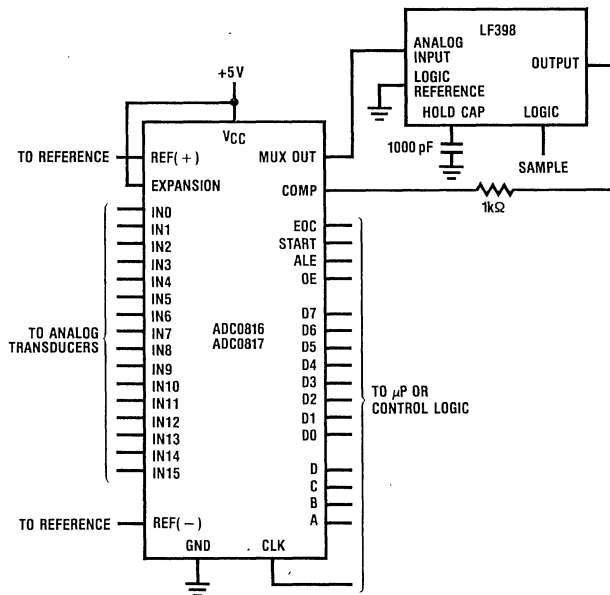 LF398
ANALOG
INPUT
OUTPUT
LOGIC
REFERENCE
HOLD CAP
LOGIC
+5V
1000 pF
SAMPLE
VCC
TO REFERENCE
REF(+)
MUX OUT
EXPANSION
COMP
1kΩ
IN0
IN1
IN2
IN3
IN4
IN5
IN6
IN7
IN8
IN9
IN10
IN11
IN12
IN13
IN14
IN15
TO ANALOG
TRANSDUCERS
ADC0816
ADC0817
EOC
START
ALE
OE
D7
D6
D5
D4
D3
D2
D1
D0
D
C
B
A
TO μP OR
CONTROL LOGIC
TO REFERENCE
REF(−)
GND
CLK